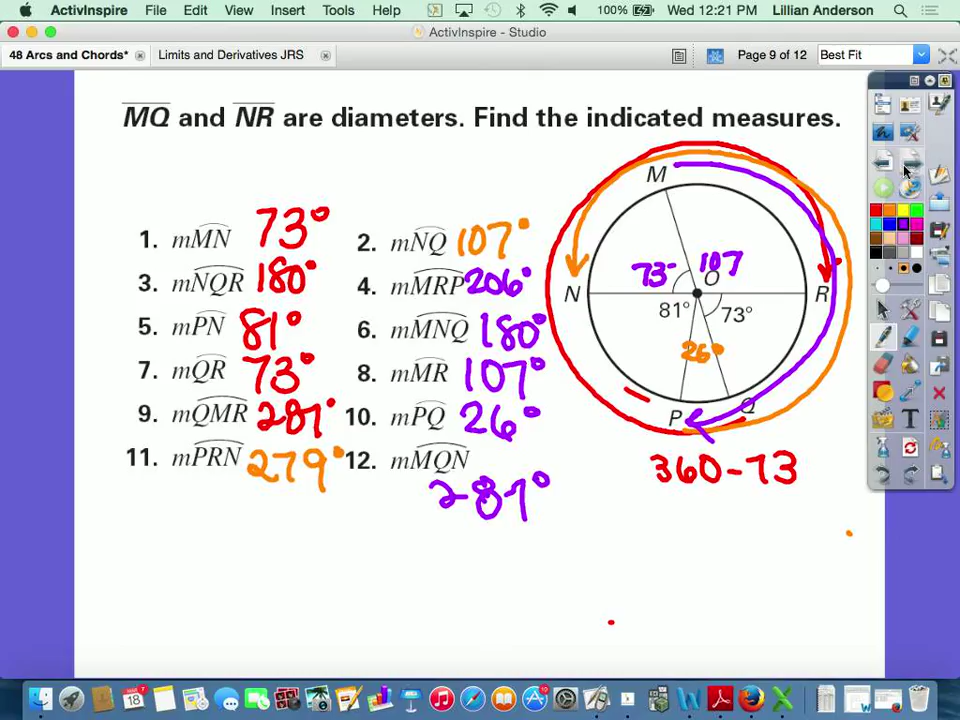 ActivInspire File Edit View Insert Tools Help 100% Wed 12:21 PM Lillian Anderson
ActivInspire - Studio
48 Arcs and Chords* Limits and Derivatives JRS Page 9 of 12 Best Fit
MQ and NR are diameters. Find the indicated measures.
1. mMN 73° 2. mNQ 107°
3. mNQR 180° 4. mMRP 206°
5. mPN 81° 6. mMNQ 180°
7. mQR 73° 8. mMR 107°
9. mQMR 287° 10. mPQ 26°
11. mPRN 279° 12. mMQN
287°
M
73° 107
N O R
81° 73°
26°
P Q
360-73